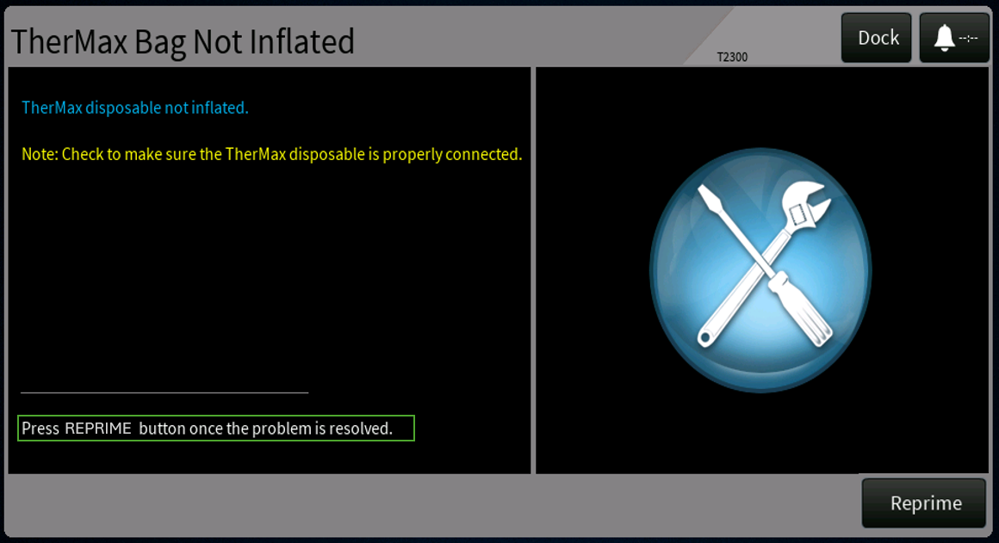 TherMax Bag Not Inflated
T2300
Dock
--:--
TherMax disposable not inflated.
Note: Check to make sure the TherMax disposable is properly connected.
Press REPRIME button once the problem is resolved.
Reprime